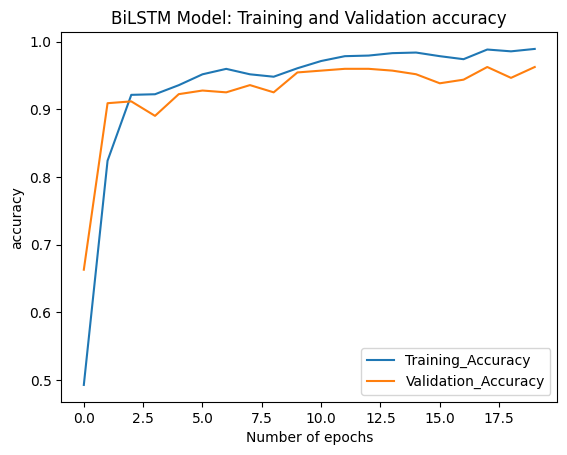 BiLSTM Model: Training and Validation accuracy
1.0
0.9
0.8
0.7
0.6
0.5
accuracy
0.0 2.5 5.0 7.5 10.0 12.5 15.0 17.5
Number of epochs
Training_Accuracy
Validation_Accuracy